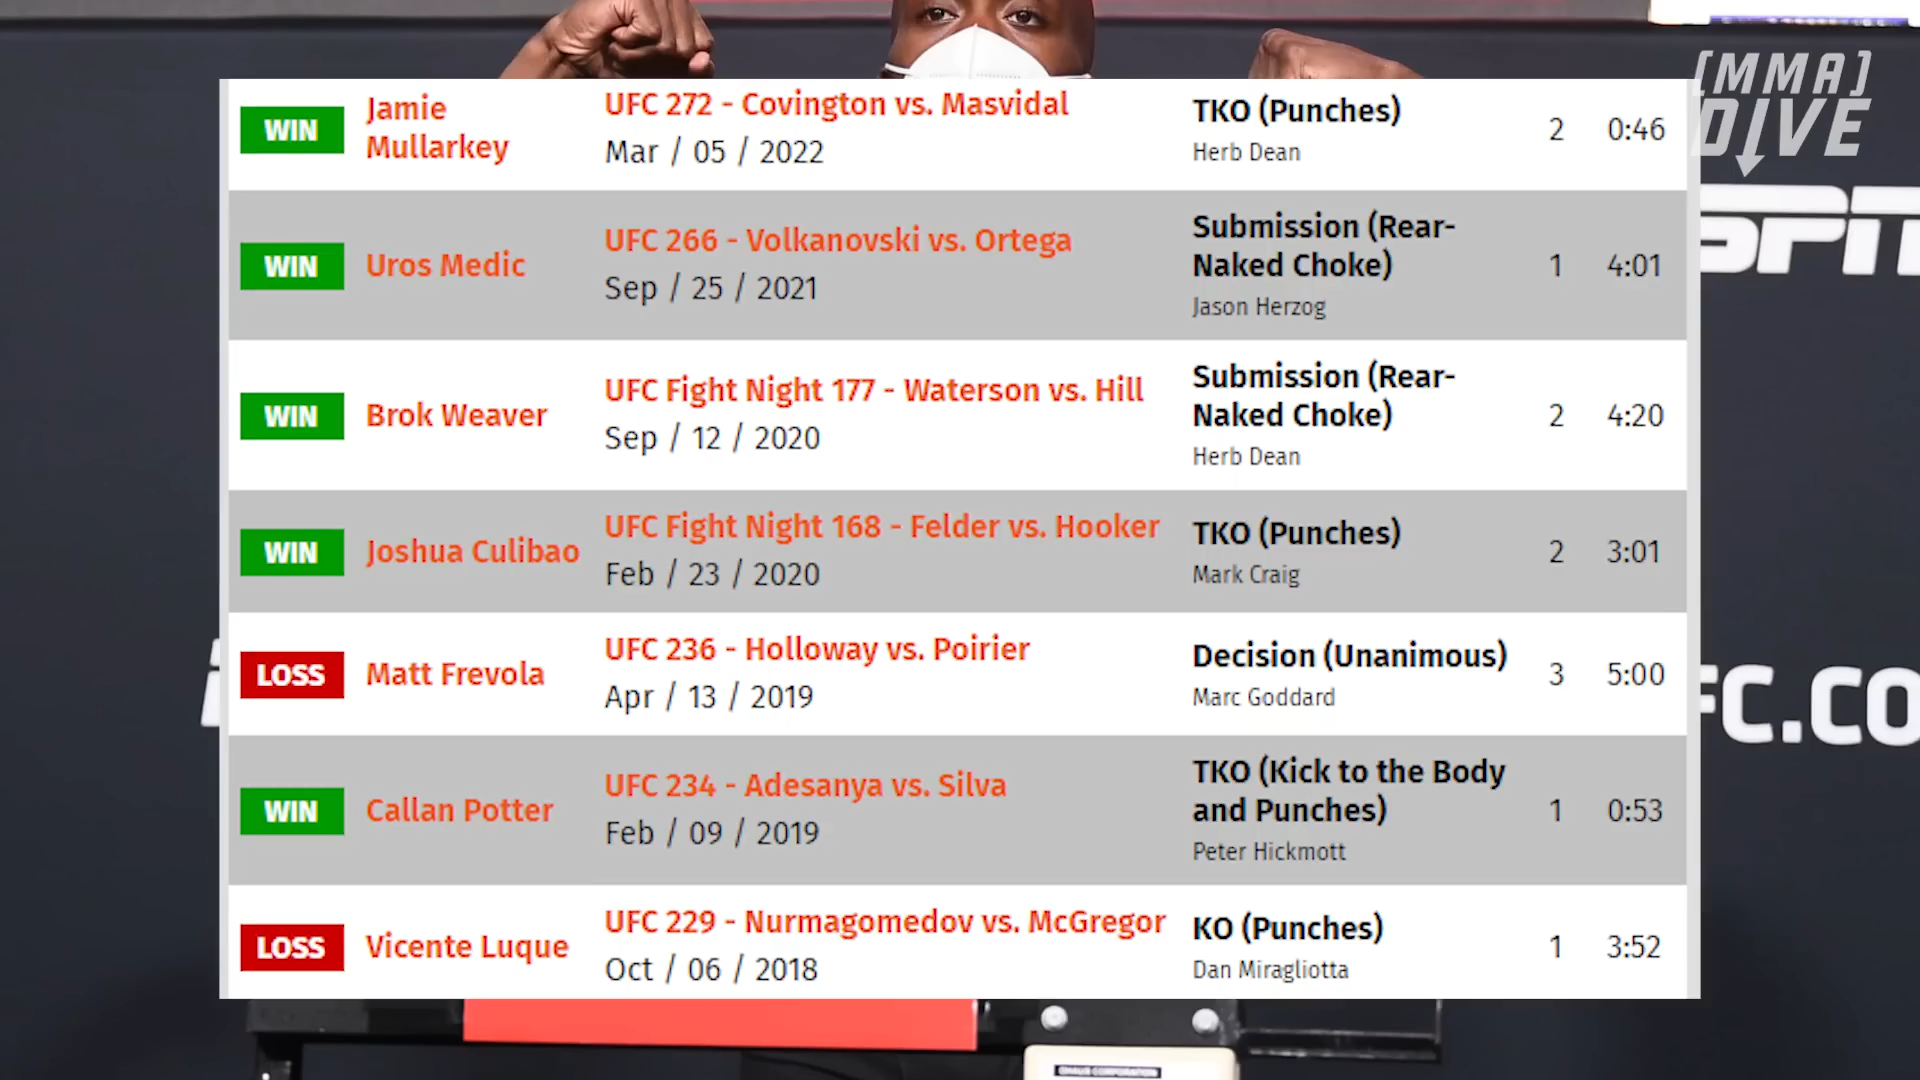 [MMA]
DIVE
WIN
Jamie
Mullarkey
UFC 272 - Covington vs. Masvidal
Mar / 05 / 2022
TKO (Punches)
Herb Dean
2
0:46
WIN
Uros Medic
UFC 266 - Volkanovski vs. Ortega
Sep / 25 / 2021
Submission (Rear-
Naked Choke)
Jason Herzog
1
4:01
WIN
Brok Weaver
UFC Fight Night 177 - Waterson vs. Hill
Sep / 12 / 2020
Submission (Rear-
Naked Choke)
Herb Dean
2
4:20
WIN
Joshua Culibao
UFC Fight Night 168 - Felder vs. Hooker
Feb / 23 / 2020
TKO (Punches)
Mark Craig
2
3:01
LOSS
Matt Frevola
UFC 236 - Holloway vs. Poirier
Apr / 13 / 2019
Decision (Unanimous)
Marc Goddard
3
5:00
WIN
Callan Potter
UFC 234 - Adesanya vs. Silva
Feb / 09 / 2019
TKO (Kick to the Body
and Punches)
Peter Hickmott
1
0:53
LOSS
Vicente Luque
UFC 229 - Nurmagomedov vs. McGregor
Oct / 06 / 2018
KO (Punches)
Dan Miragliotta
1
3:52
SPN
FC.CO